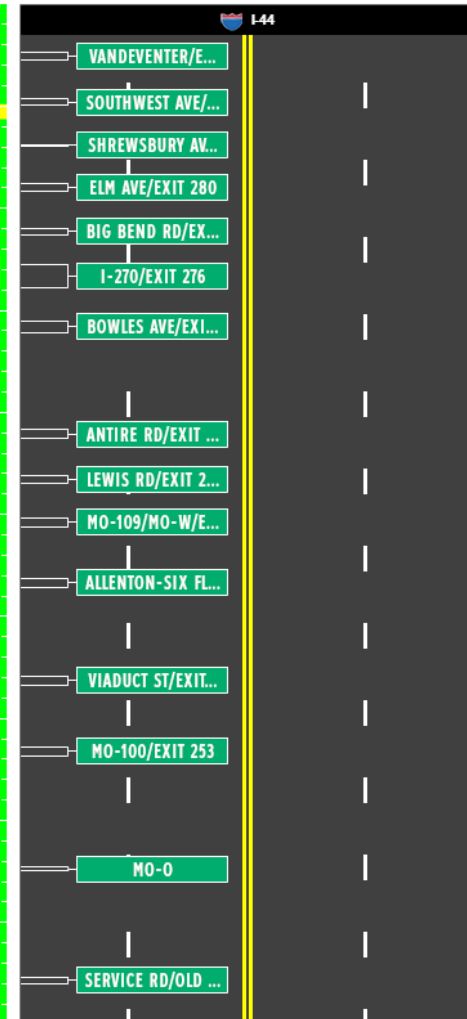 I-44
VANDEVENTER/E...
SOUTHWEST AVE/...
SHREWSBURY AV...
ELM AVE/EXIT 280
BIG BEND RD/EX...
I-270/EXIT 276
BOWLES AVE/EXI...
ANTIRE RD/EXIT ...
LEWIS RD/EXIT 2...
MO-109/MO-W/E...
ALLENTON-SIX FL...
VIADUCT ST/EXIT...
MO-100/EXIT 253
MO-O
SERVICE RD/OLD ...